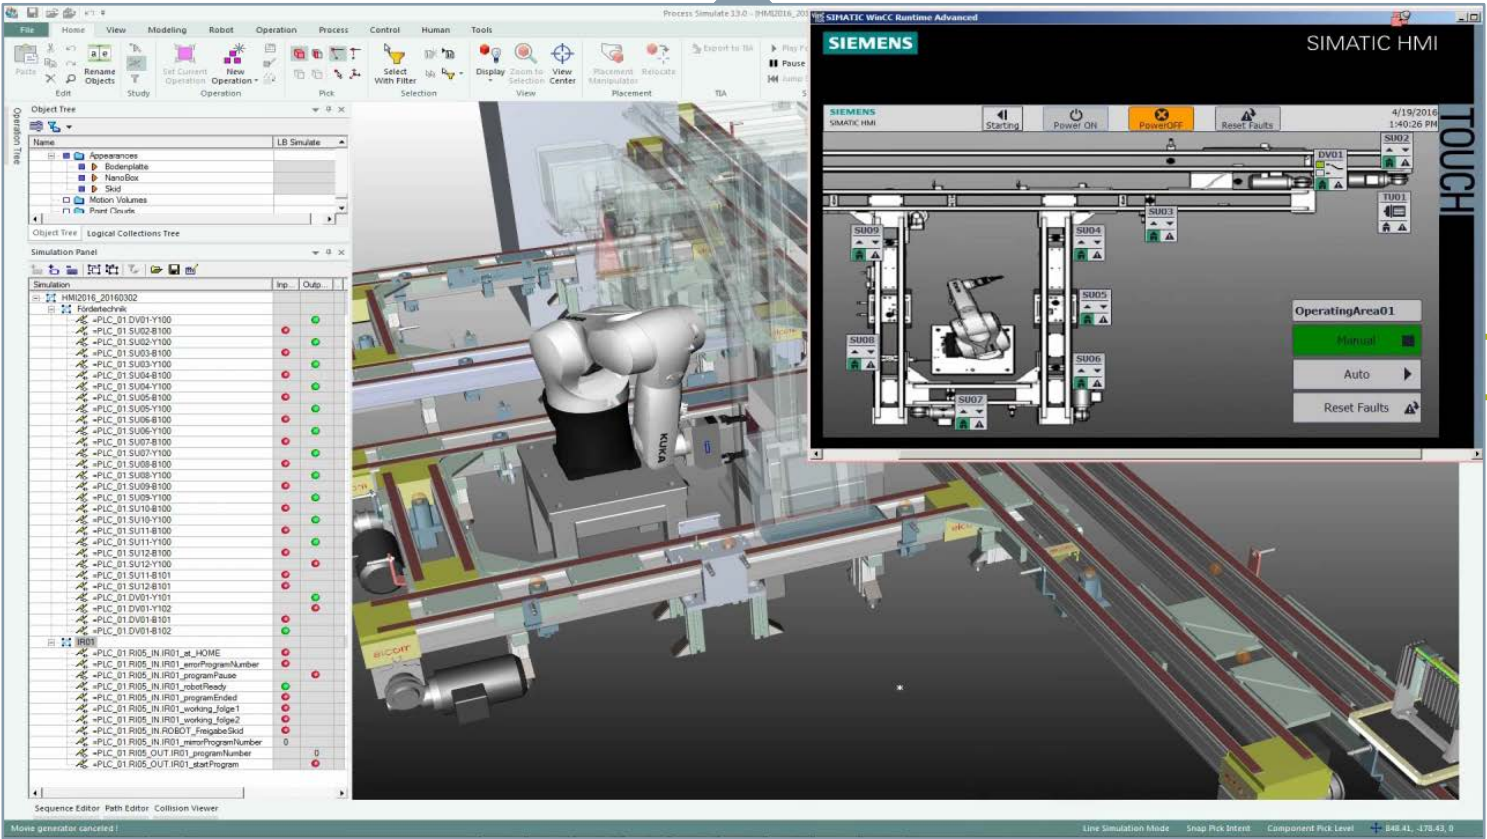 Process Simulate 13.0 - [HMI2016_201
File Home View Modeling Robot Operation Process Control Human Tools
Paste Rename Objects
Set Current Operation New Operation
Select With Filter
Display Zoom to Selection View Center
Placement Manipulator Relocate
Export to TIA
Pause
Edit Study Operation Pick Selection View Placement TIA
Operation Tree
Object Tree
Name LB Simulate
Appearances
Bodenplatte
NanoBox
Skid
Motion Volumes
Point Clouds
Object Tree Logical Collections Tree
Simulation Panel
Simulation Inp... Outp...
HMI2016_20160302
Fördertechnik
=PLC_01.DV01-Y100
=PLC_01.SU02-B100
=PLC_01.SU02-Y100
=PLC_01.SU03-B100
=PLC_01.SU03-Y100
=PLC_01.SU04-B100
=PLC_01.SU04-Y100
=PLC_01.SU05-B100
=PLC_01.SU05-Y100
=PLC_01.SU06-B100
=PLC_01.SU06-Y100
=PLC_01.SU07-B100
=PLC_01.SU07-Y100
=PLC_01.SU08-B100
=PLC_01.SU08-Y100
=PLC_01.SU09-B100
=PLC_01.SU09-Y100
=PLC_01.SU10-B100
=PLC_01.SU10-Y100
=PLC_01.SU11-B100
=PLC_01.SU11-Y100
=PLC_01.SU12-B100
=PLC_01.SU12-Y100
=PLC_01.SU11-B101
=PLC_01.SU12-B101
=PLC_01.DV01-Y101
=PLC_01.DV01-Y102
=PLC_01.DV01-B101
=PLC_01.DV01-B102
IR01
=PLC_01.RI05_IN.IR01_at_HOME
=PLC_01.RI05_IN.IR01_errorProgramNumber
=PLC_01.RI05_IN.IR01_programPause
=PLC_01.RI05_IN.IR01_robotReady
=PLC_01.RI05_IN.IR01_programEnded
=PLC_01.RI05_IN.IR01_working_folge1
=PLC_01.RI05_IN.IR01_working_folge2
=PLC_01.RI05_IN.ROBOT_FreigabeSkid
=PLC_01.RI05_IN.IR01_mirrorProgramNumber 0
=PLC_01.RI05_OUT.IR01_programNumber 0
=PLC_01.RI05_OUT.IR01_startProgram
Sequence Editor Path Editor Collision Viewer
Movie generator canceled !
Line Simulation Mode Snap Pick Intent Component Pick Level 848.41, -178.43, 0
KUKA
SIMATIC WinCC Runtime Advanced
SIEMENS
SIMATIC HMI
TOUCH
SIEMENS
SIMATIC HMI
Starting Power ON PowerOFF Reset Faults
4/19/2016
1:40:26 PM
SU02
DV01
TU01
SU03
SU09
SU04
SU05
SU08
SU06
SU07
OperatingArea01
Manual
Auto
Reset Faults